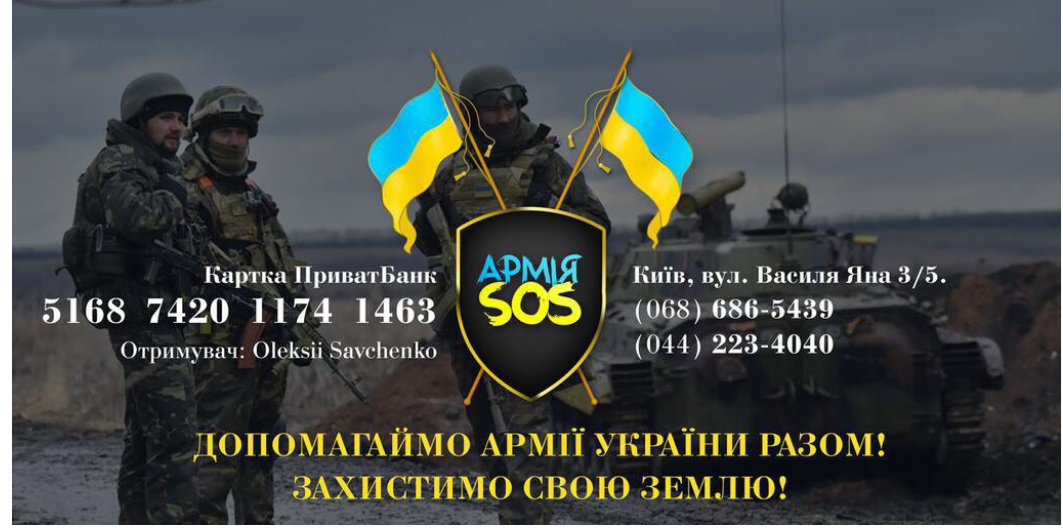 АРМІЯ
SOS
Картка ПриватБанк
5168 7420 1174 1463
Отримувач: Oleksii Savchenko
Київ, вул. Василя Яна 3/5.
(068) 686-5439
(044) 223-4040
ДОПОМАГАЙМО АРМІЇ УКРАЇНИ РАЗОМ!
ЗАХИСТИМО СВОЮ ЗЕМЛЮ!